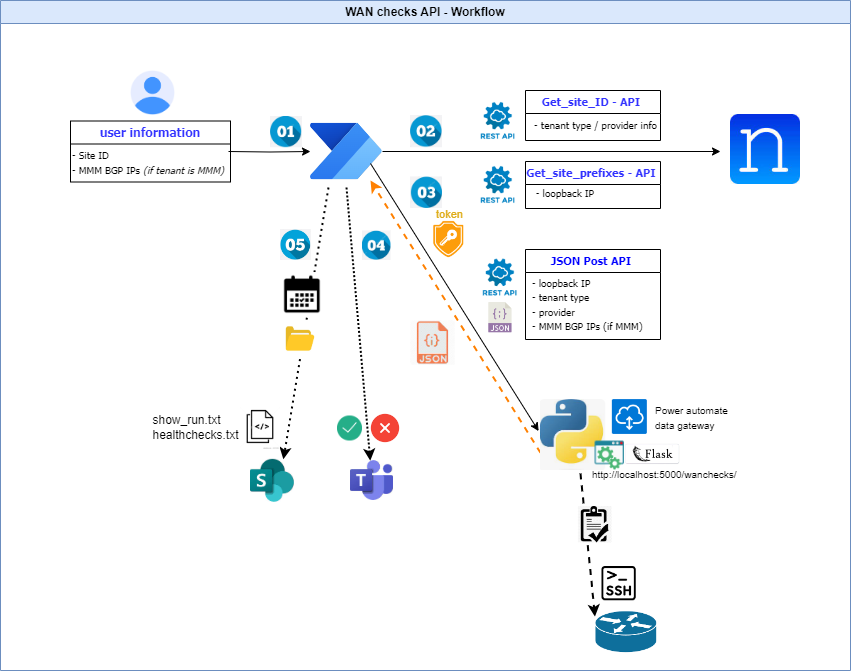 WAN checks API - Workflow
user information
- Site ID
- MMM BGP IPs (if tenant is MMM)
01
02
REST API
Get_site_ID - API
- tenant type / provider info
n
03
REST API
Get_site_prefixes - API
- loopback IP
token
05
04
REST API
JSON
JSON Post API
- loopback IP
- tenant type
- provider
- MMM BGP IPs (if MMM)
{;}
JSON
show_run.txt
healthchecks.txt
</>
S
T
Power automate
data gateway
Flask
http://localhost:5000/wanchecks/
>_
SSH